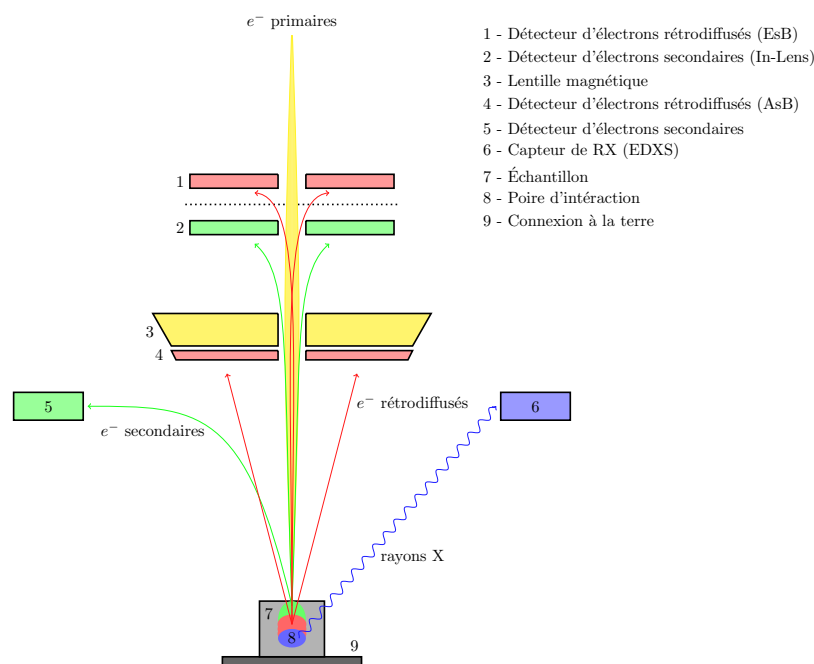 e⁻ primaires
1 - Détecteur d'électrons rétrodiffusés (EsB)
2 - Détecteur d'électrons secondaires (In-Lens)
3 - Lentille magnétique
4 - Détecteur d'électrons rétrodiffusés (AsB)
5 - Détecteur d'électrons secondaires
6 - Capteur de RX (EDXS)
7 - Échantillon
8 - Poire d'intéraction
9 - Connexion à la terre
1
2
3
4
5
e⁻ rétrodiffusés
6
e⁻ secondaires
rayons X
7
8
9